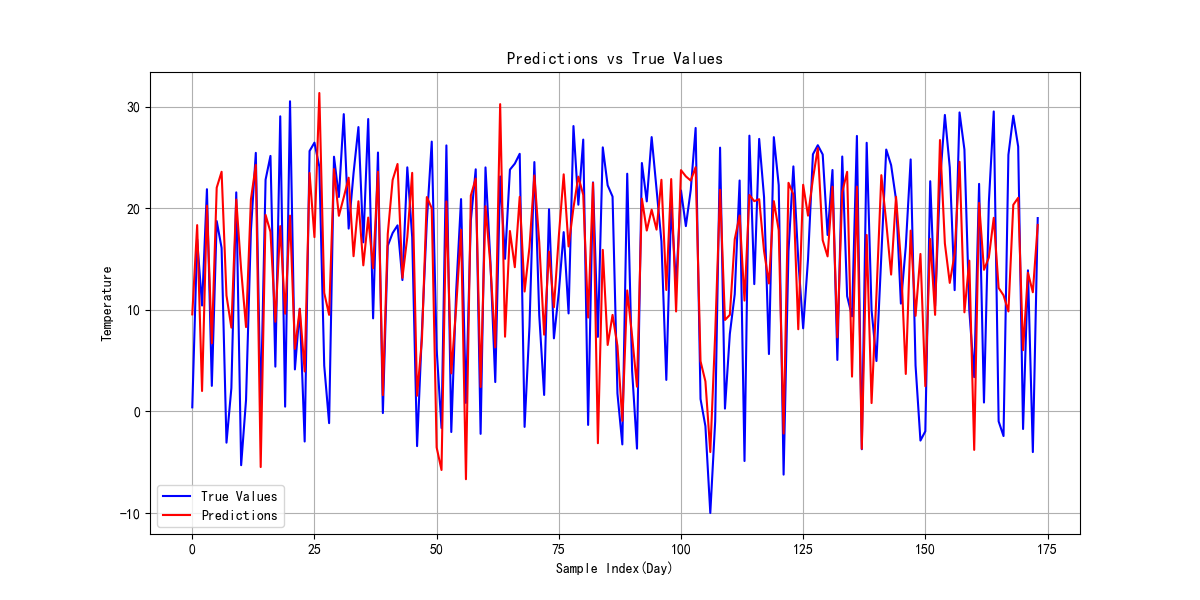 Predictions vs True Values
Temperature
30
20
10
0
−10
True Values
Predictions
0 25 50 75 100 125 150 175
Sample Index(Day)